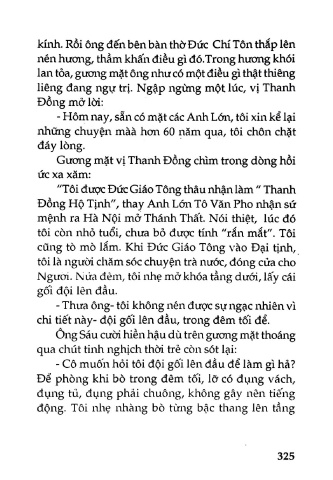 kính. Rồi ông đến bên bàn thờ Đức Chí Tôn thắp lên
nén hương, thầm khấn điều gì đó.Trong hương khói
lan tỏa, gương mặt ông như có một điều gì thật thiêng
liêng đang ngự trị. Ngập ngừng một lúc, vị Thanh
Đồng mở lời:
- Hôm nay, sẵn có mặt các Anh Lớn, tôi xin kể lại
những chuyện mà hơn 60 năm qua, tôi chôn chặt
đáy lòng.
Gương mặt vị Thanh Đồng chìm trong dòng hồi
ức xa xăm:
"Tôi được Đức Giáo Tông thâu nhận làm " Thanh
Đồng Hộ Tịnh", thay Anh Lớn Tô Văn Pho nhận sứ
mệnh ra Hà Nội mở Thánh Thất. Nói thiệt, lúc đó
tôi còn nhỏ tuổi, chưa bỏ được tính "rắn mắt". Tôi
cũng tò mò lắm. Khi Đức Giáo Tông vào Đại tịnh,
tôi là người chăm sóc chuyện trà nước, đóng cửa cho
Ngươi. Nửa đêm, tôi nhẹ mở khóa tầng dưới, lấy cái
gối đội lên đầu.
- Thưa ông- tôi không nén được sự ngạc nhiên vì
chi tiết này- đội gối lên đầu, trong đêm tối để.
Ông Sáu cười hiền hậu dù trên gương mặt thoáng
qua chút tinh nghịch thời trẻ còn sót lại:
- Cô muốn hỏi tôi đội gối lên đầu để làm gì hả?
Để phòng khi bò trong đêm tối, lỡ có đụng vách,
đụng tủ, đụng phải chuông, không gây nên tiếng
động. Tôi nhẹ nhàng bò từng bậc thang lên tầng
325